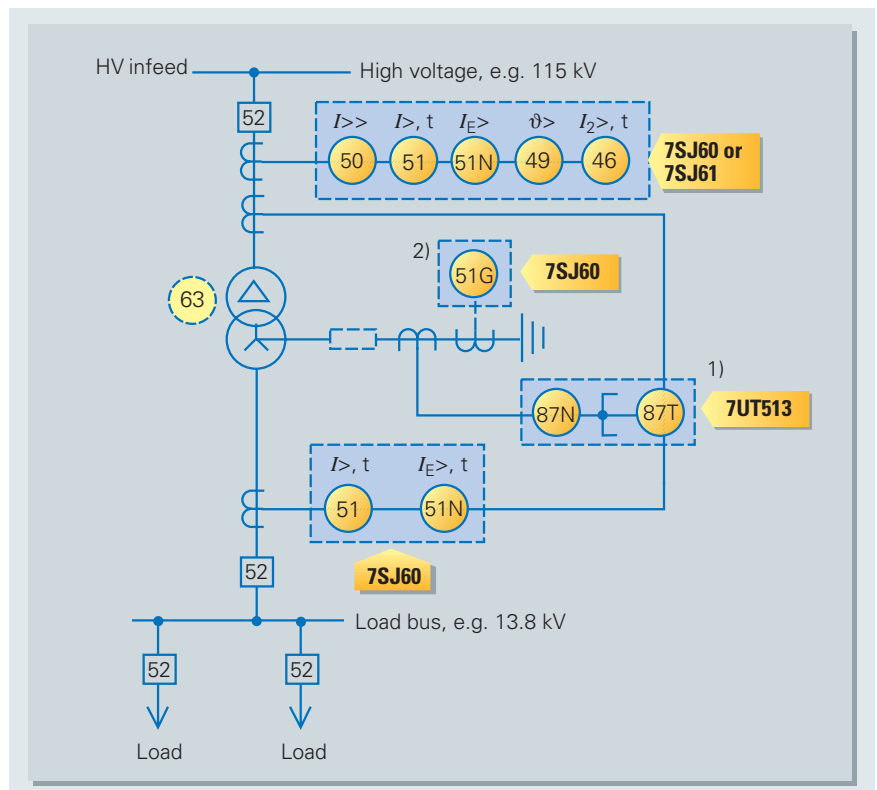 HV infeed
High voltage, e.g. 115 kV
52
I>> I>, t IE> ϑ> I2>, t
50 51 51N 49 46
7SJ60 or
7SJ61
2)
51G
7SJ60
63
1)
87N 87T
7UT513
I>, t IE>, t
51 51N
7SJ60
52
Load bus, e.g. 13.8 kV
52 52
Load Load